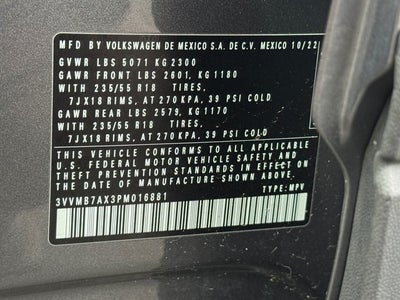 MFD BY VOLKSWAGEN DE MEXICO S.A. DE C.V. MEXICO 10/22
GVWR LBS 5071 KG 2300
GAWR FRONT LBS 2601, KG 1180
WITH 235/55 R18 TIRES,
7JX18 RIMS, AT 270 KPA, 39 PSI COLD
GAWR REAR LBS 2579, KG 1170
WITH 235/55 R18 TIRES,
7JX18 RIMS, AT 270 KPA, 39 PSI COLD
THIS VEHICLE CONFORMS TO ALL APPLICABLE
U.S. FEDERAL MOTOR VEHICLE SAFETY AND
THEFT PREVENTION STANDARDS IN EFFECT ON
THE DATE OF MANUFACTURE SHOWN ABOVE.
3VVMB7AX3PM016881 TYPE: MPV